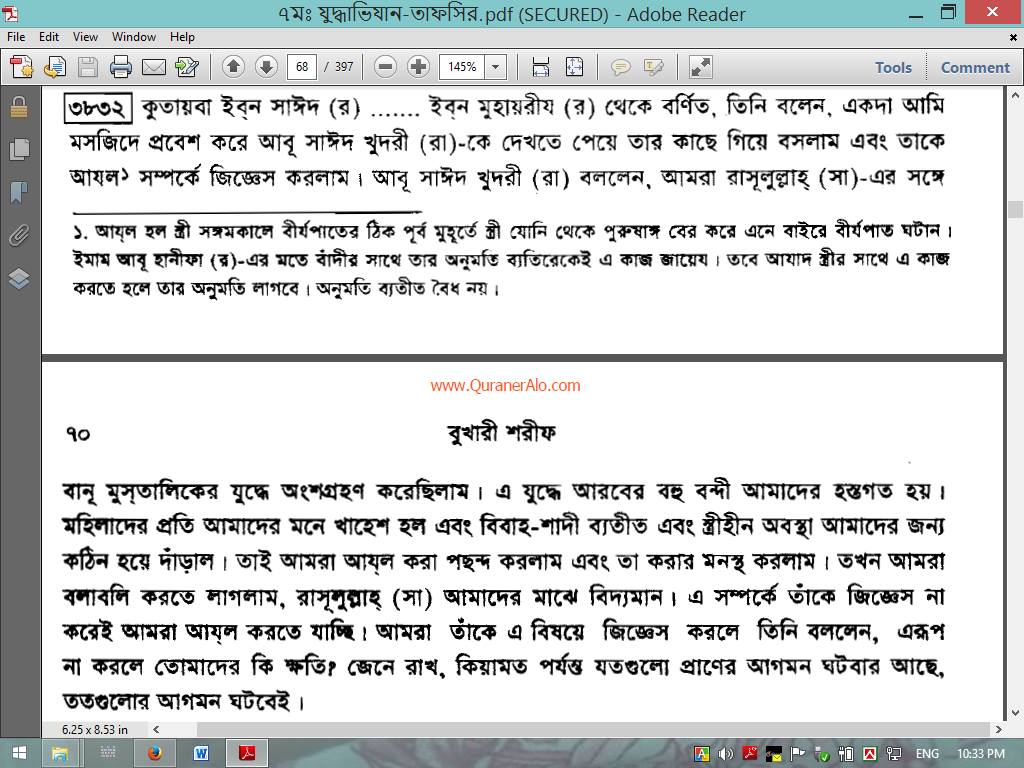 ৭মঃ যুদ্ধাভিযান-তাফসির.pdf (SECURED) - Adobe Reader
File Edit View Window Help
68 / 397 145% Tools Comment
৩৮৩২ কুতায়বা ইব্‌ন সাঈদ (র) ....... ইব্‌ন মুহায়রীয (র) থেকে বর্ণিত, তিনি বলেন, একদা আমি
মসজিদে প্রবেশ করে আবূ সাঈদ খুদরী (রা)-কে দেখতে পেয়ে তার কাছে গিয়ে বসলাম এবং তাকে
আয্ল১ সম্পর্কে জিজ্ঞেস করলাম। আবূ সাঈদ খুদরী (রা) বললেন, আমরা রাসূলুল্লাহ্ (সা)-এর সঙ্গে
১. আয্ল হল স্ত্রী সঙ্গমকালে বীর্যপাতের ঠিক পূর্ব মুহূর্তে স্ত্রী যোনি থেকে পুরুষাঙ্গ বের করে এনে বাইরে বীর্যপাত ঘটান।
ইমাম আবূ হানীফা (র)-এর মতে বাঁদীর সাথে তার অনুমতি ব্যতিরেকেই এ কাজ জায়েয। তবে আযাদ স্ত্রীর সাথে এ কাজ
করতে হলে তার অনুমতি লাগবে। অনুমতি ব্যতীত বৈধ নয়।
www.QuranerAlo.com
৭০ বুখারী শরীফ
বানূ মুস্তালিকের যুদ্ধে অংশগ্রহণ করেছিলাম। এ যুদ্ধে আরবের বহু বন্দী আমাদের হস্তগত হয়।
মহিলাদের প্রতি আমাদের মনে খাহেশ হল এবং বিবাহ-শাদী ব্যতীত এবং স্ত্রীহীন অবস্থা আমাদের জন্য
কঠিন হয়ে দাঁড়াল। তাই আমরা আয্ল করা পছন্দ করলাম এবং তা করার মনস্থ করলাম। তখন আমরা
বলাবলি করতে লাগলাম, রাসূলুল্লাহ্ (সা) আমাদের মাঝে বিদ্যমান। এ সম্পর্কে তাঁকে জিজ্ঞেস না
করেই আমরা আয্ল করতে যাচ্ছি। আমরা তাঁকে এ বিষয়ে জিজ্ঞেস করলে তিনি বললেন, এরূপ
না করলে তোমাদের কি ক্ষতি? জেনে রাখ, কিয়ামত পর্যন্ত যতগুলো প্রাণের আগমন ঘটবার আছে,
ততগুলোর আগমন ঘটবেই।
6.25 x 8.53 in
ENG 10:33 PM